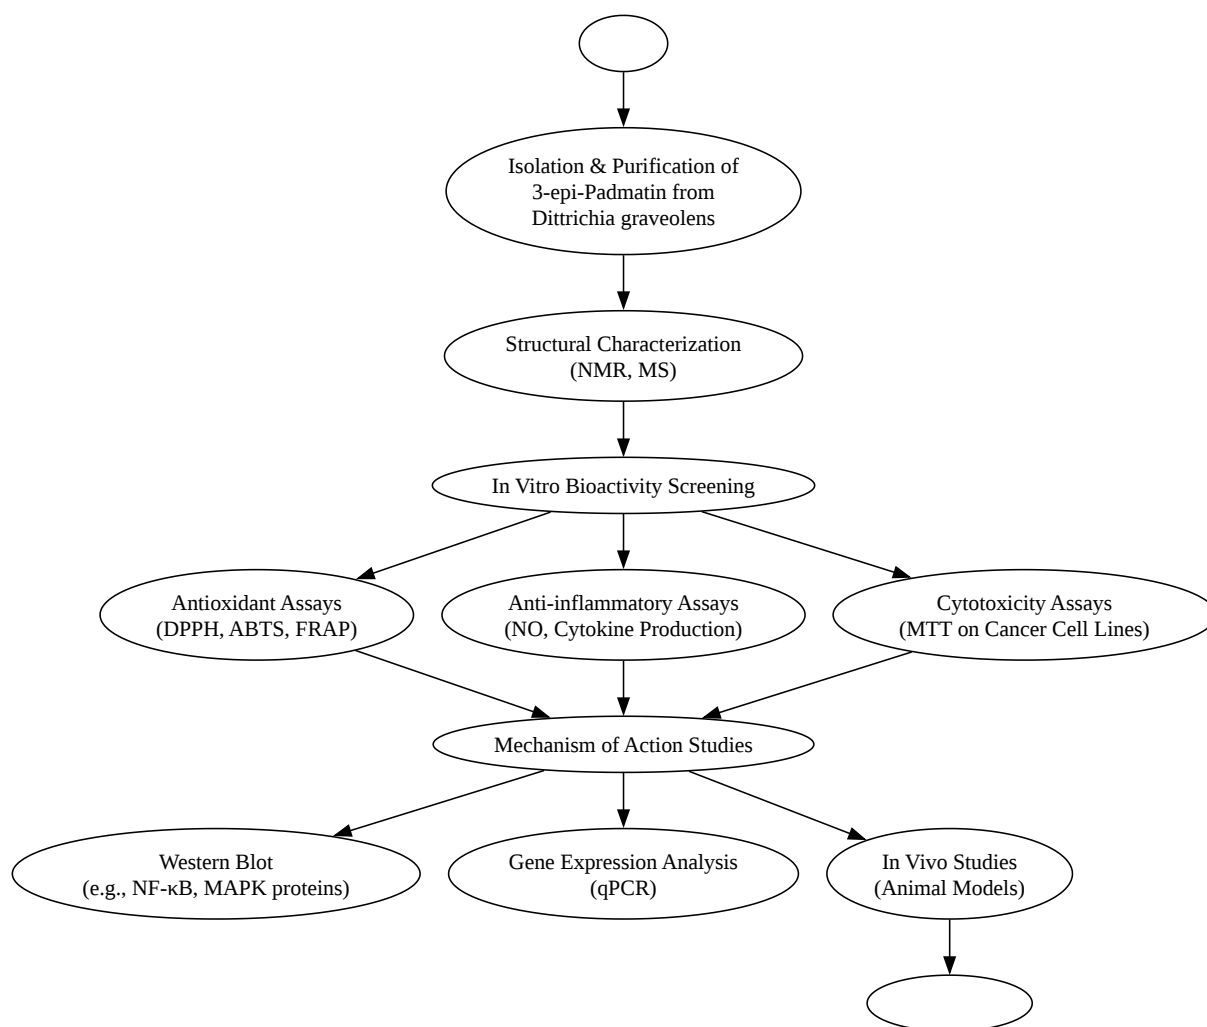 Isolation & Purification of
3-epi-Padmatin from
Dittrichia graveolens
Structural Characterization
(NMR, MS)
In Vitro Bioactivity Screening
Antioxidant Assays
(DPPH, ABTS, FRAP)
Anti-inflammatory Assays
(NO, Cytokine Production)
Cytotoxicity Assays
(MTT on Cancer Cell Lines)
Mechanism of Action Studies
Western Blot
(e.g., NF-κB, MAPK proteins)
Gene Expression Analysis
(qPCR)
In Vivo Studies
(Animal Models)